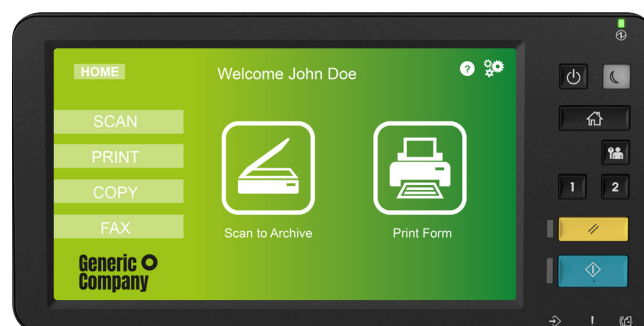 HOME
Welcome John Doe
?
SCAN
PRINT
COPY
FAX
Scan to Archive
Print Form
Generic
Company
1
2
!